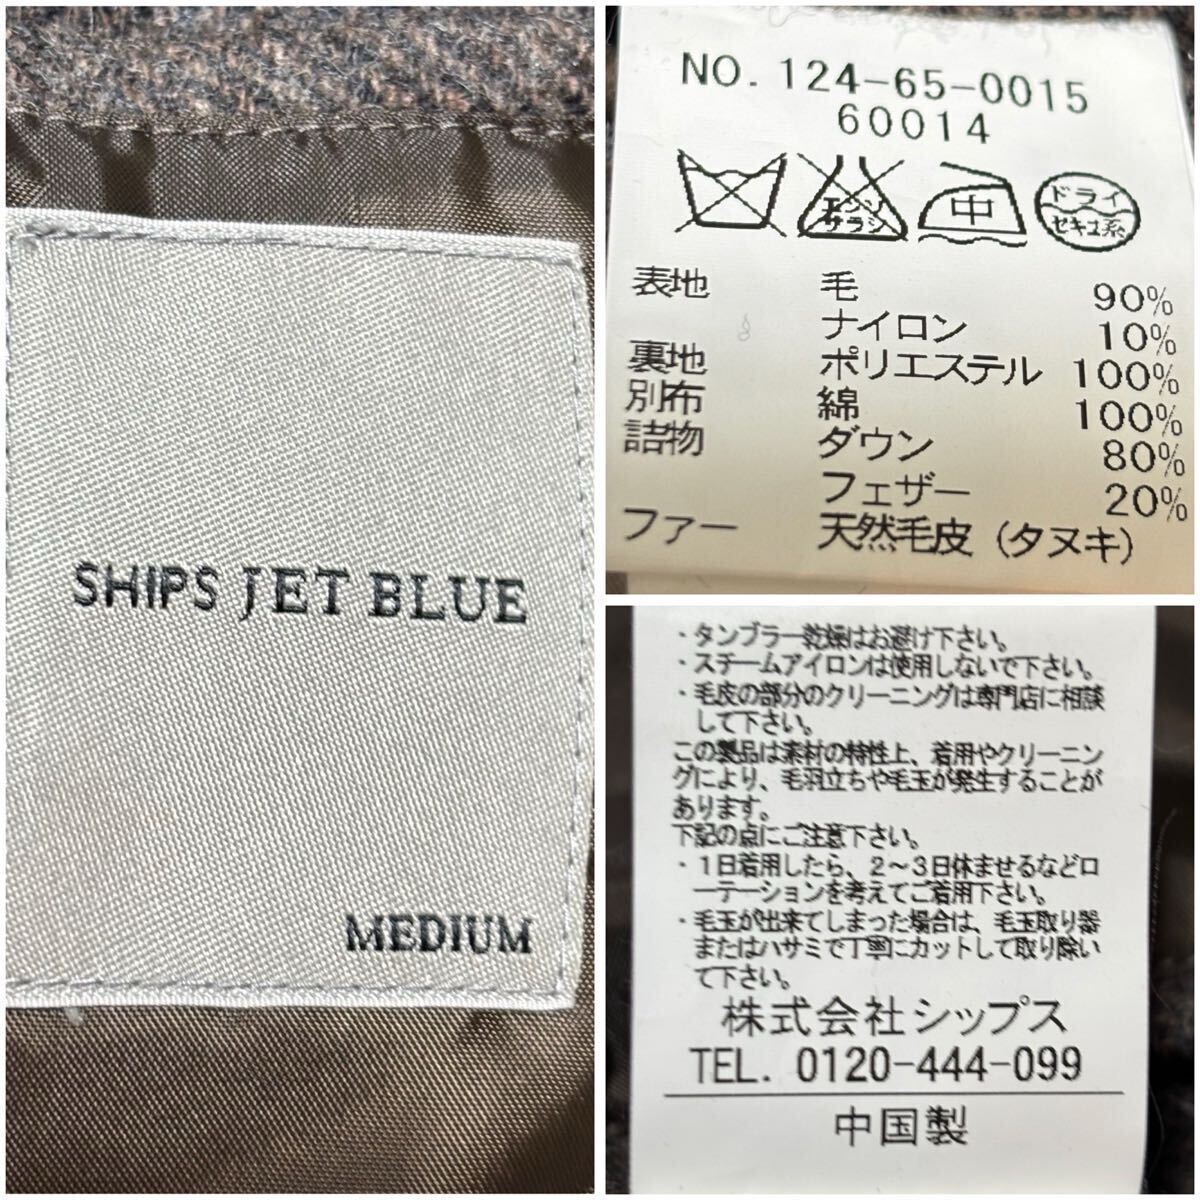 SHIPS JET BLUE
MEDIUM
NO. 124-65-0015
60014
エンソ
サラシ
中
ドライ
セキユ系
表地 毛 90%
ナイロン 10%
裏地 ポリエステル 100%
別布 綿 100%
詰物 ダウン 80%
フェザー 20%
ファー 天然毛皮(タヌキ)
・タンブラー乾燥はお避け下さい。
・スチームアイロンは使用しないで下さい。
・毛皮の部分のクリーニングは専門店に相談
して下さい。
この製品は素材の特性上、着用やクリーニン
グにより、毛羽立ちや毛玉が発生することが
あります。
下記の点にご注意下さい。
・1日着用したら、2〜3日休ませるなどロ
ーテーションを考えてご着用下さい。
・毛玉が出来てしまった場合は、毛玉取り器
またはハサミで丁寧にカットして取り除い
て下さい。
株式会社シップス
TEL. 0120-444-099
中国製